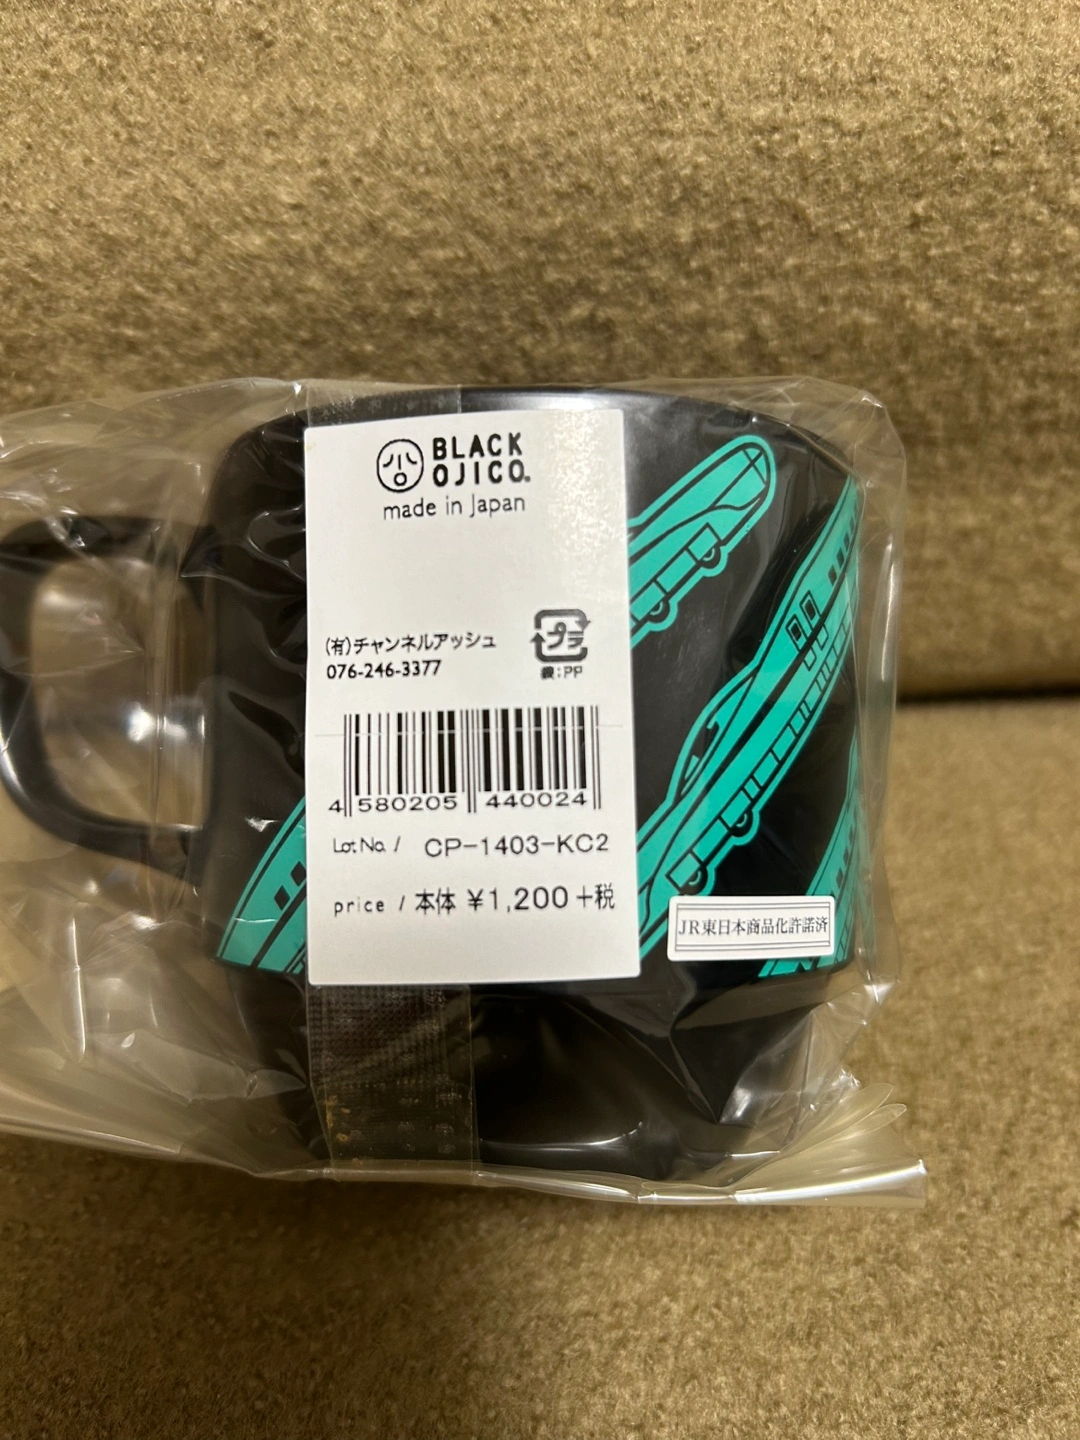 BLACK
OJICO.
made in Japan
(有)チャンネルアッシュ
076-246-3377
プラ
袋:PP
4 580205 440024
Lot No. / CP-1403-KC2
price / 本体 ¥1,200+税
JR東日本商品化許諾済